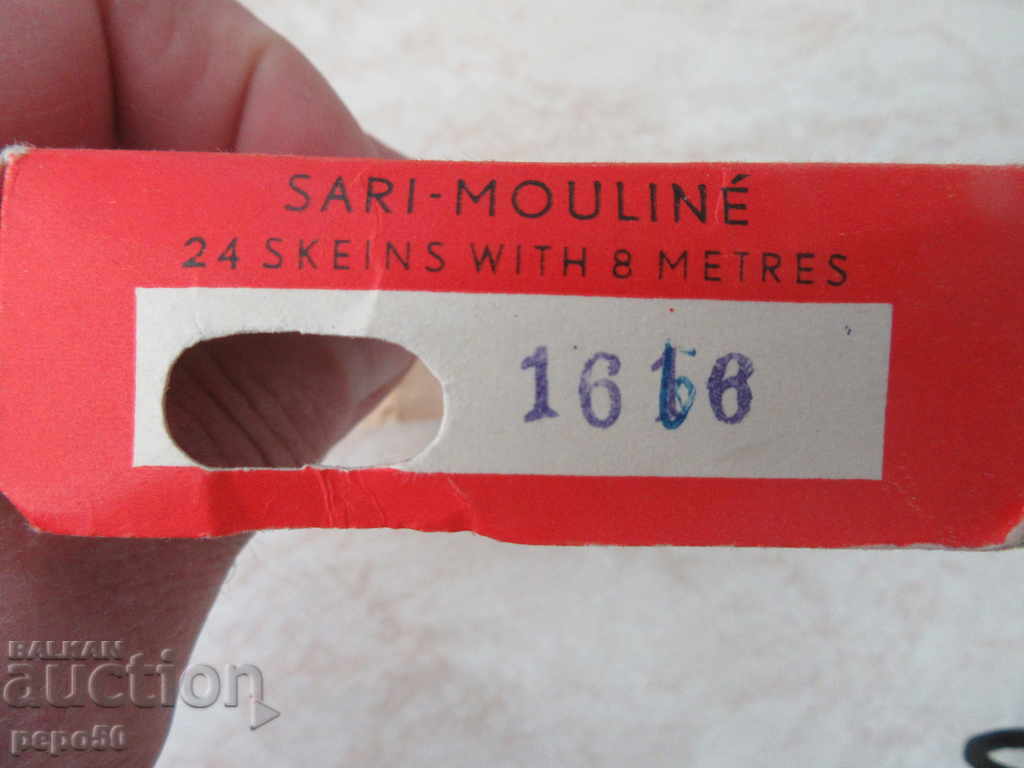 SARI-MOULINÉ
24 SKEINS WITH 8 METRES
BALKAN
auction
pepo50